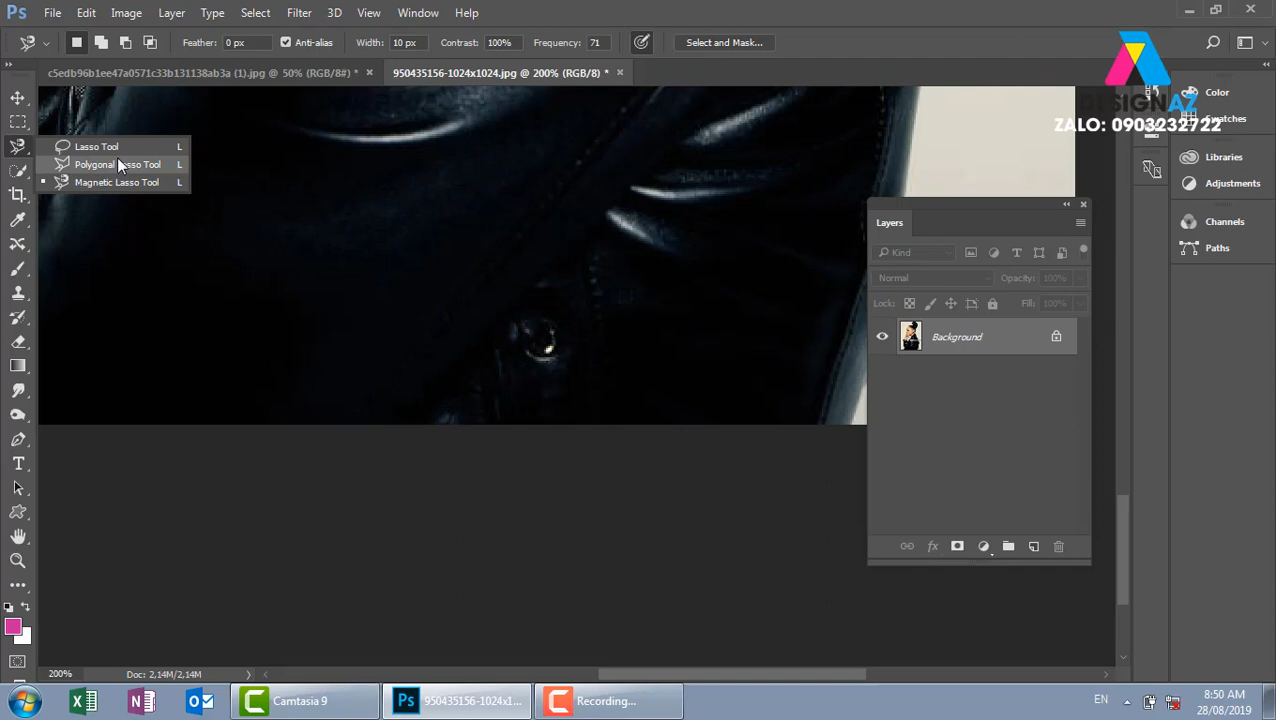 Ps File Edit Image Layer Type Select Filter 3D View Window Help
Feather: 0 px Anti-alias Width: 10 px Contrast: 100% Frequency: 71 Select and Mask...
c5edb96b1ee47a0571c33b131138ab3a (1).jpg @ 50% (RGB/8#) * 950435156-1024x1024.jpg @ 200% (RGB/8) *
DESIGNAZ
ZALO: 0903232722
Color
Swatches
Libraries
Adjustments
Channels
Paths
Lasso Tool L
Polygonal Lasso Tool L
Magnetic Lasso Tool L
Layers
Kind
Normal Opacity: 100%
Lock: Fill: 100%
Background
fx
200% Doc: 2,14M/2,14M
Camtasia 9 Ps 950435156-1024x1... Recording...
EN 8:50 AM
28/08/2019